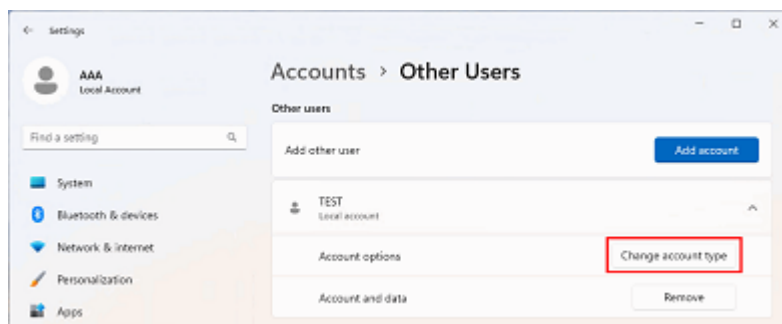 Settings
AAA
Local Account
Find a setting
System
Bluetooth & devices
Network & internet
Personalization
Apps
Accounts > Other Users
Other users
Add other user
Add account
TEST
Local account
Account options
Change account type
Account and data
Remove